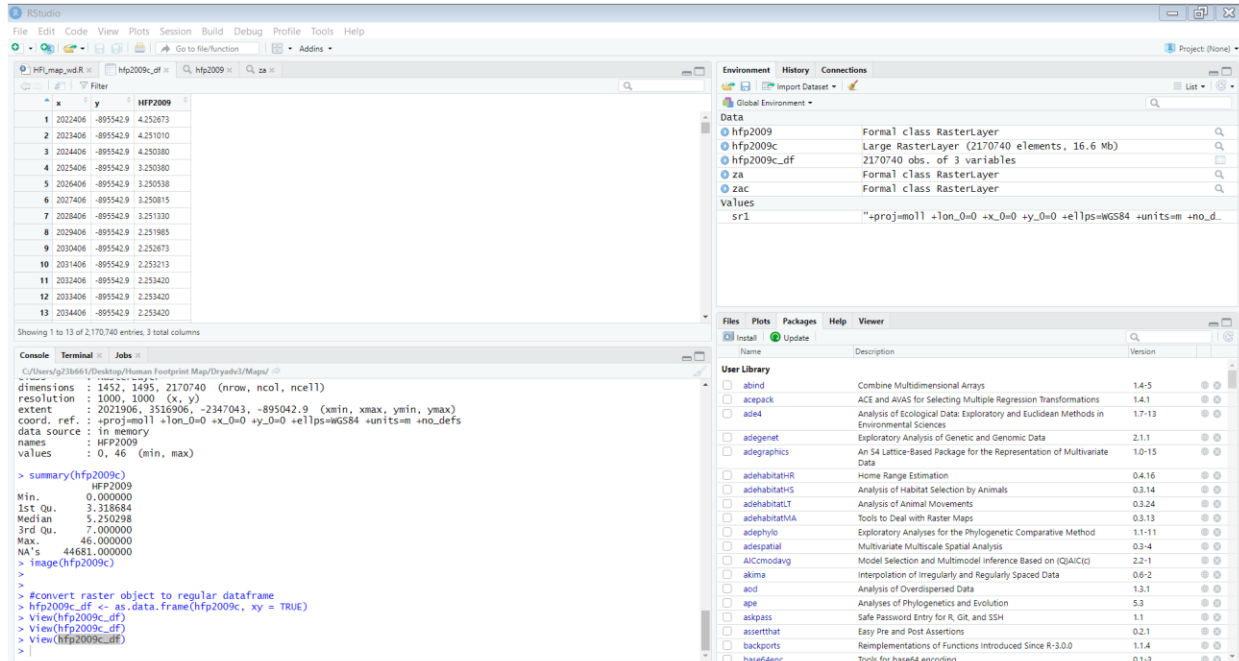 RStudio
File Edit Code View Plots Session Build Debug Profile Tools Help
Go to file/function Addins
Project: (None)
HFI_map_wd.R hfp2009c_df hfp2009 za
Filter
x y HFP2009
1 2022406 -895542.9 4.252673
2 2023406 -895542.9 4.251010
3 2024406 -895542.9 4.250380
4 2025406 -895542.9 3.250380
5 2026406 -895542.9 3.250538
6 2027406 -895542.9 3.250815
7 2028406 -895542.9 3.251330
8 2029406 -895542.9 2.251985
9 2030406 -895542.9 2.252673
10 2031406 -895542.9 2.253213
11 2032406 -895542.9 2.253420
12 2033406 -895542.9 2.253420
13 2034406 -895542.9 2.253420
Showing 1 to 13 of 2,170,740 entries, 3 total columns
Console Terminal Jobs
C:/Users/g23b661/Desktop/Human Footprint Map/Dryadv3/Maps/
dimensions : 1452, 1495, 2170740 (nrow, ncol, ncell)
resolution : 1000, 1000 (x, y)
extent : 2021906, 3516906, -2347043, -895042.9 (xmin, xmax, ymin, ymax)
coord. ref. : +proj=moll +lon_0=0 +x_0=0 +y_0=0 +ellps=WGS84 +units=m +no_defs
data source : in memory
names : HFP2009
values : 0, 46 (min, max)
> summary(hfp2009c)
HFP2009
Min. 0.000000
1st Qu. 3.318684
Median 5.250298
3rd Qu. 7.000000
Max. 46.000000
NA's 44681.000000
> image(hfp2009c)
>
>
> #convert raster object to regular dataframe
> hfp2009c_df <- as.data.frame(hfp2009c, xy = TRUE)
> View(hfp2009c_df)
> View(hfp2009c_df)
> View(hfp2009c_df)
>
Environment History Connections
Import Dataset List
Global Environment
Data
hfp2009 Formal class RasterLayer
hfp2009c Large RasterLayer (2170740 elements, 16.6 Mb)
hfp2009c_df 2170740 obs. of 3 variables
za Formal class RasterLayer
zac Formal class RasterLayer
Values
sr1 "+proj=moll +lon_0=0 +x_0=0 +y_0=0 +ellps=WGS84 +units=m +no_d…
Files Plots Packages Help Viewer
Install Update
Name Description Version
User Library
abind Combine Multidimensional Arrays 1.4-5
acepack ACE and AVAS for Selecting Multiple Regression Transformations 1.4.1
ade4 Analysis of Ecological Data: Exploratory and Euclidean Methods in 1.7-13
Environmental Sciences
adegenet Exploratory Analysis of Genetic and Genomic Data 2.1.1
adegraphics An S4 Lattice-Based Package for the Representation of Multivariate 1.0-15
Data
adehabitatHR Home Range Estimation 0.4.16
adehabitatHS Analysis of Habitat Selection by Animals 0.3.14
adehabitatLT Analysis of Animal Movements 0.3.24
adehabitatMA Tools to Deal with Raster Maps 0.3.13
adephylo Exploratory Analyses for the Phylogenetic Comparative Method 1.1-11
adespatial Multivariate Multiscale Spatial Analysis 0.3-4
AICcmodavg Model Selection and Multimodel Inference Based on (Q)AIC(c) 2.2-1
akima Interpolation of Irregularly and Regularly Spaced Data 0.6-2
aod Analysis of Overdispersed Data 1.3.1
ape Analyses of Phylogenetics and Evolution 5.3
askpass Safe Password Entry for R, Git, and SSH 1.1
assertthat Easy Pre and Post Assertions 0.2.1
backports Reimplementations of Functions Introduced Since R-3.0.0 1.1.4
base64enc Tools for base64 encoding 0.1-3